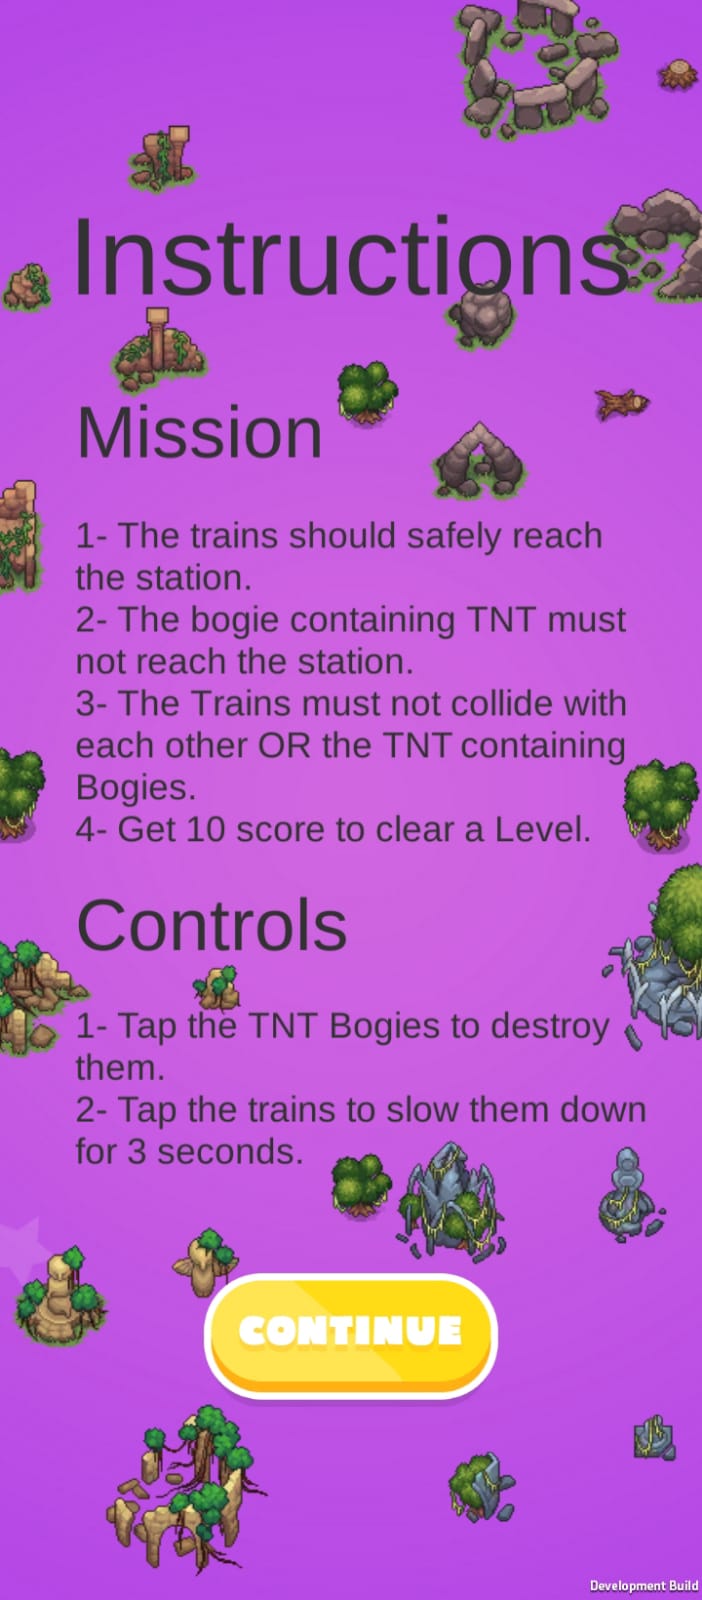 Instructions
Mission
1- The trains should safely reach
the station.
2- The bogie containing TNT must
not reach the station.
3- The Trains must not collide with
each other OR the TNT containing
Bogies.
4- Get 10 score to clear a Level.
Controls
1- Tap the TNT Bogies to destroy
them.
2- Tap the trains to slow them down
for 3 seconds.
CONTINUE
Development Build